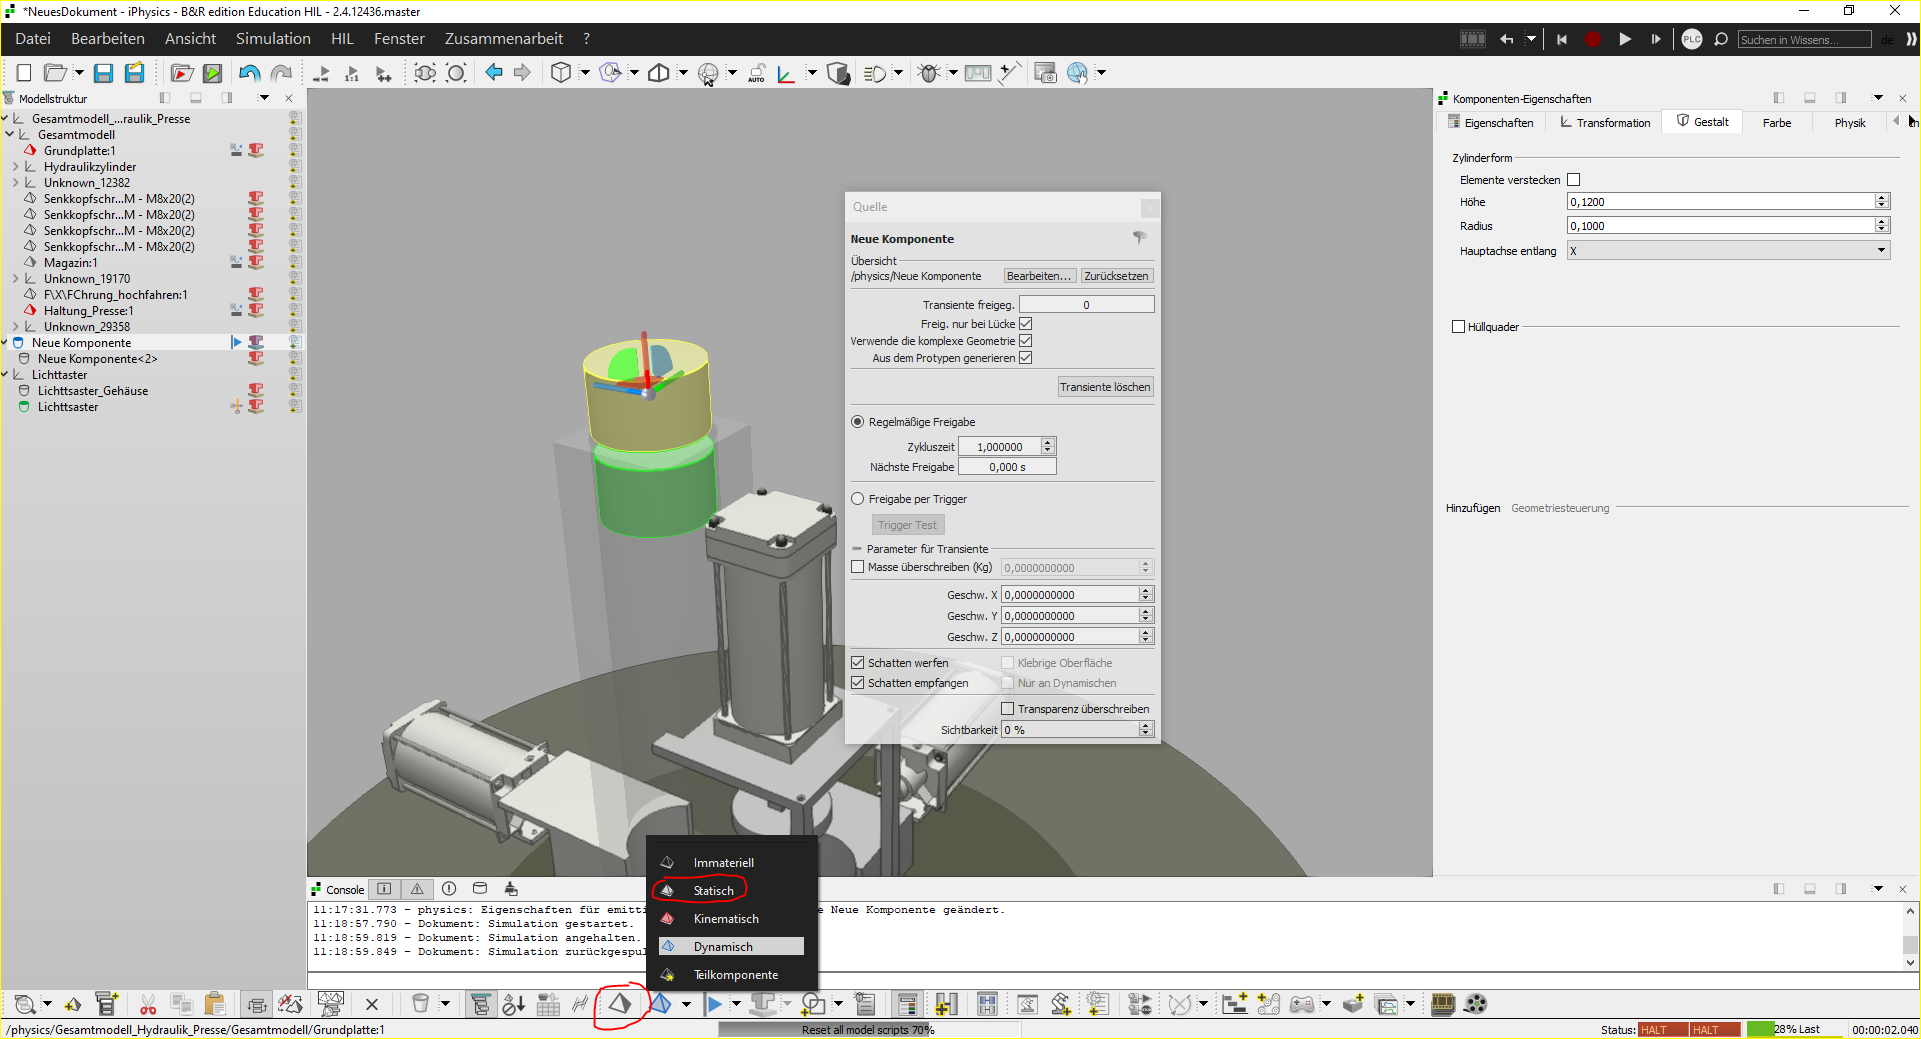 *NeuesDokument - iPhysics - B&R edition Education HIL - 2.4.12436.master
Datei Bearbeiten Ansicht Simulation HIL Fenster Zusammenarbeit ?
PLC
Suchen in Wissens...
de
1:1
AUTO
Modellstruktur
Gesamtmodell_...raulik_Presse
Gesamtmodell
Grundplatte:1
Hydraulikzylinder
Unknown_12382
Senkkopfschr...M - M8x20(2)
Senkkopfschr...M - M8x20(2)
Senkkopfschr...M - M8x20(2)
Senkkopfschr...M - M8x20(2)
Magazin:1
Unknown_19170
F\X\FChrung_hochfahren:1
Haltung_Presse:1
Unknown_29358
Neue Komponente
Neue Komponente<2>
Lichttaster
Lichttsaster_Gehäuse
Lichttsaster
Quelle
Neue Komponente
Übersicht
/physics/Neue Komponente Bearbeiten... Zurücksetzen
Transiente freigeg. 0
Freig. nur bei Lücke
Verwende die komplexe Geometrie
Aus dem Protypen generieren
Transiente löschen
Regelmäßige Freigabe
Zykluszeit 1,000000
Nächste Freigabe 0,000 s
Freigabe per Trigger
Trigger Test
Parameter für Transiente
Masse überschreiben (Kg) 0,0000000000
Geschw. X 0,0000000000
Geschw. Y 0,0000000000
Geschw. Z 0,0000000000
Schatten werfen Klebrige Oberfläche
Schatten empfangen Nur an Dynamischen
Transparenz überschreiben
Sichtbarkeit 0 %
Komponenten-Eigenschaften
Eigenschaften Transformation Gestalt Farbe Physik
Zylinderform
Elemente verstecken
Höhe 0,1200
Radius 0,1000
Hauptachse entlang X
Hüllquader
Hinzufügen Geometriesteuerung
Console
11:17:31.773 - physics: Eigenschaften für emitti
e Neue Komponente geändert.
11:18:57.790 - Dokument: Simulation gestartet.
11:18:59.819 - Dokument: Simulation angehalten.
11:18:59.849 - Dokument: Simulation zurückgespul
Immateriell
Statisch
Kinematisch
Dynamisch
Teilkomponente
/physics/Gesamtmodell_Hydraulik_Presse/Gesamtmodell/Grundplatte:1
Reset all model scripts 70%
Status: HALT HALT 28% Last 00:00:02.040